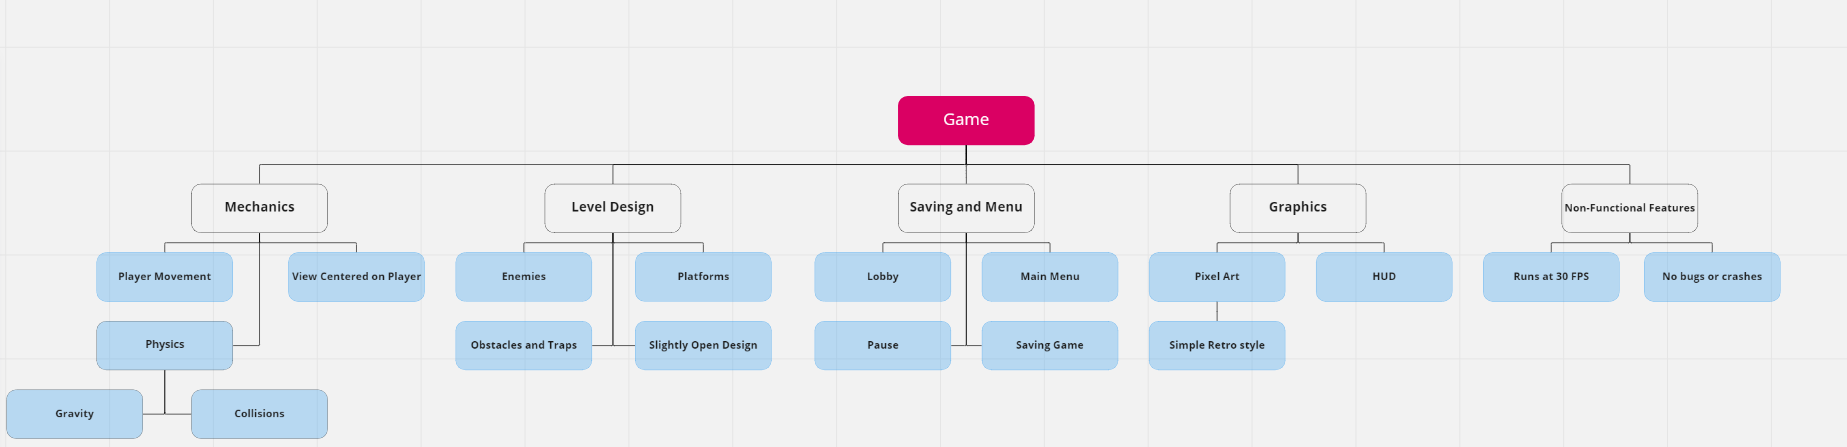 Game
Mechanics
Level Design
Saving and Menu
Graphics
Non-Functional Features
Player Movement
View Centered on Player
Enemies
Platforms
Lobby
Main Menu
Pixel Art
HUD
Runs at 30 FPS
No bugs or crashes
Physics
Obstacles and Traps
Slightly Open Design
Pause
Saving Game
Simple Retro style
Gravity
Collisions